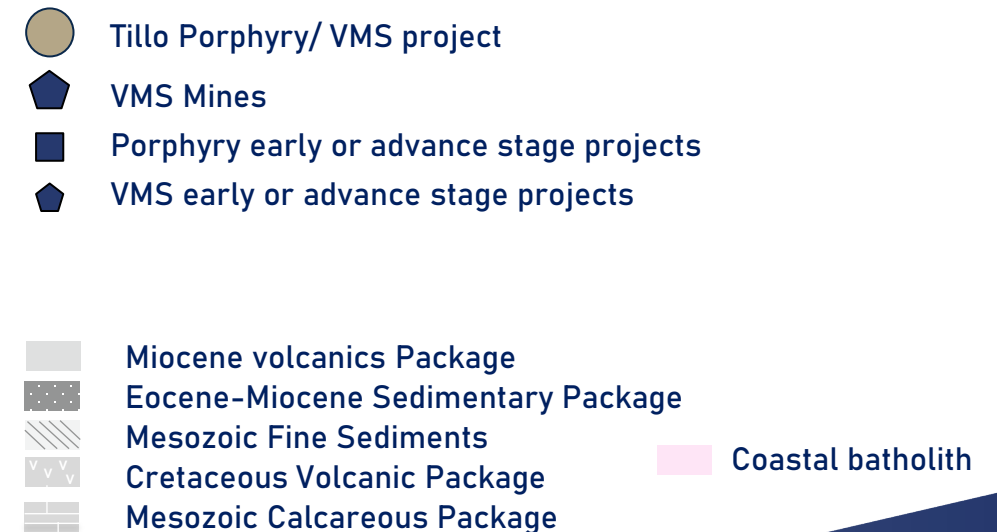 Tillo Porphyry/ VMS project
VMS Mines
Porphyry early or advance stage projects
VMS early or advance stage projects
Miocene volcanics Package
Eocene-Miocene Sedimentary Package
Mesozoic Fine Sediments
Coastal batholith
Cretaceous Volcanic Package
Mesozoic Calcareous Package